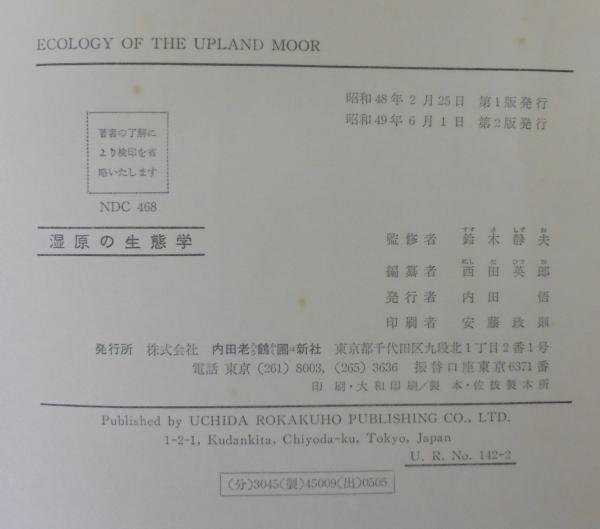 ECOLOGY OF THE UPLAND MOOR
昭和48年2月25日 第1版発行
昭和49年6月1日 第2版発行
著者の了解に
より検印を省
略いたします
NDC 468
湿原の生態学
監修者 鈴木静夫
編纂者 西田英郎
発行者 内田 悟
印刷者 安藤政
発行所 株式会社 内田老鶴圃新社 東京都千代田区九段北1丁目2番1号
電話 東京 (261) 8003, (265) 3636 振替口座東京6371番
印刷・大和印刷/製本・佐抜製本所
Published by UCHIDA ROKAKUHO PUBLISHING CO., LTD.
1-2-1, Kudankita, Chiyoda-ku, Tokyo, Japan
U. R. No. 142-2
(分)3045(製)45009(出)0505